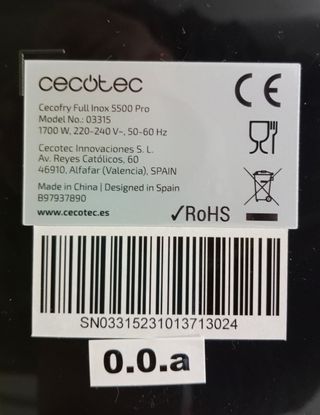 cecotec
Cecofry Full Inox 5500 Pro
Model No.: 03315
1700 W, 220-240 V~, 50-60 Hz
Cecotec Innovaciones S. L.
Av. Reyes Católicos, 60
46910, Alfafar (Valencia), SPAIN
Made in China | Designed in Spain
B97937890
www.cecotec.es
CE
✓RoHS
SN03315231013713024
0.0.a